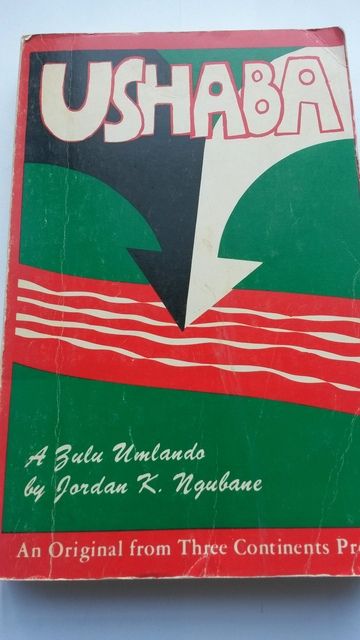 USHABA
A Zulu Umlando
by Jordan K. Ngubane
An Original from Three Continents Pr